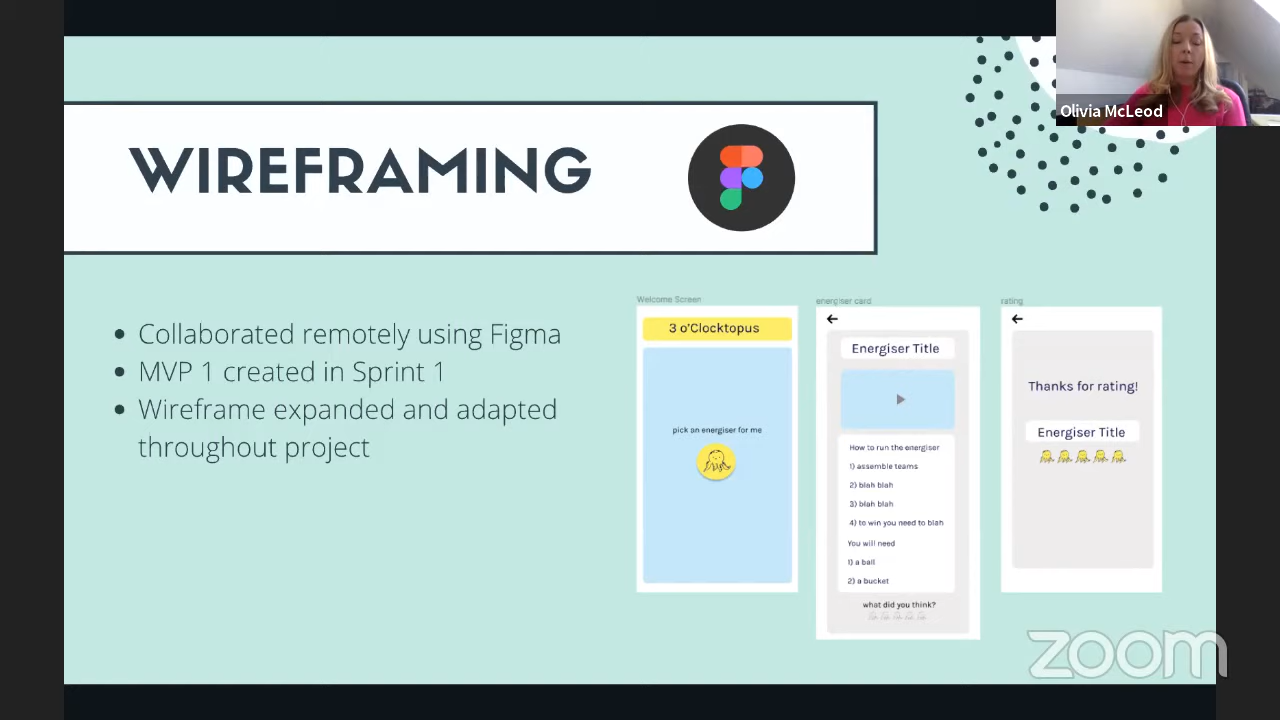 Olivia McLeod
WIREFRAMING
• Collaborated remotely using Figma
• MVP 1 created in Sprint 1
• Wireframe expanded and adapted
throughout project
Welcome Screen
3 o'Clocktopus
pick an energiser for me
energiser card
Energiser Title
How to run the energiser
1) assemble teams
2) blah blah
3) blah blah
4) to win you need to blah
You will need
1) a ball
2) a bucket
what did you think?
rating
Thanks for rating!
Energiser Title
zoom